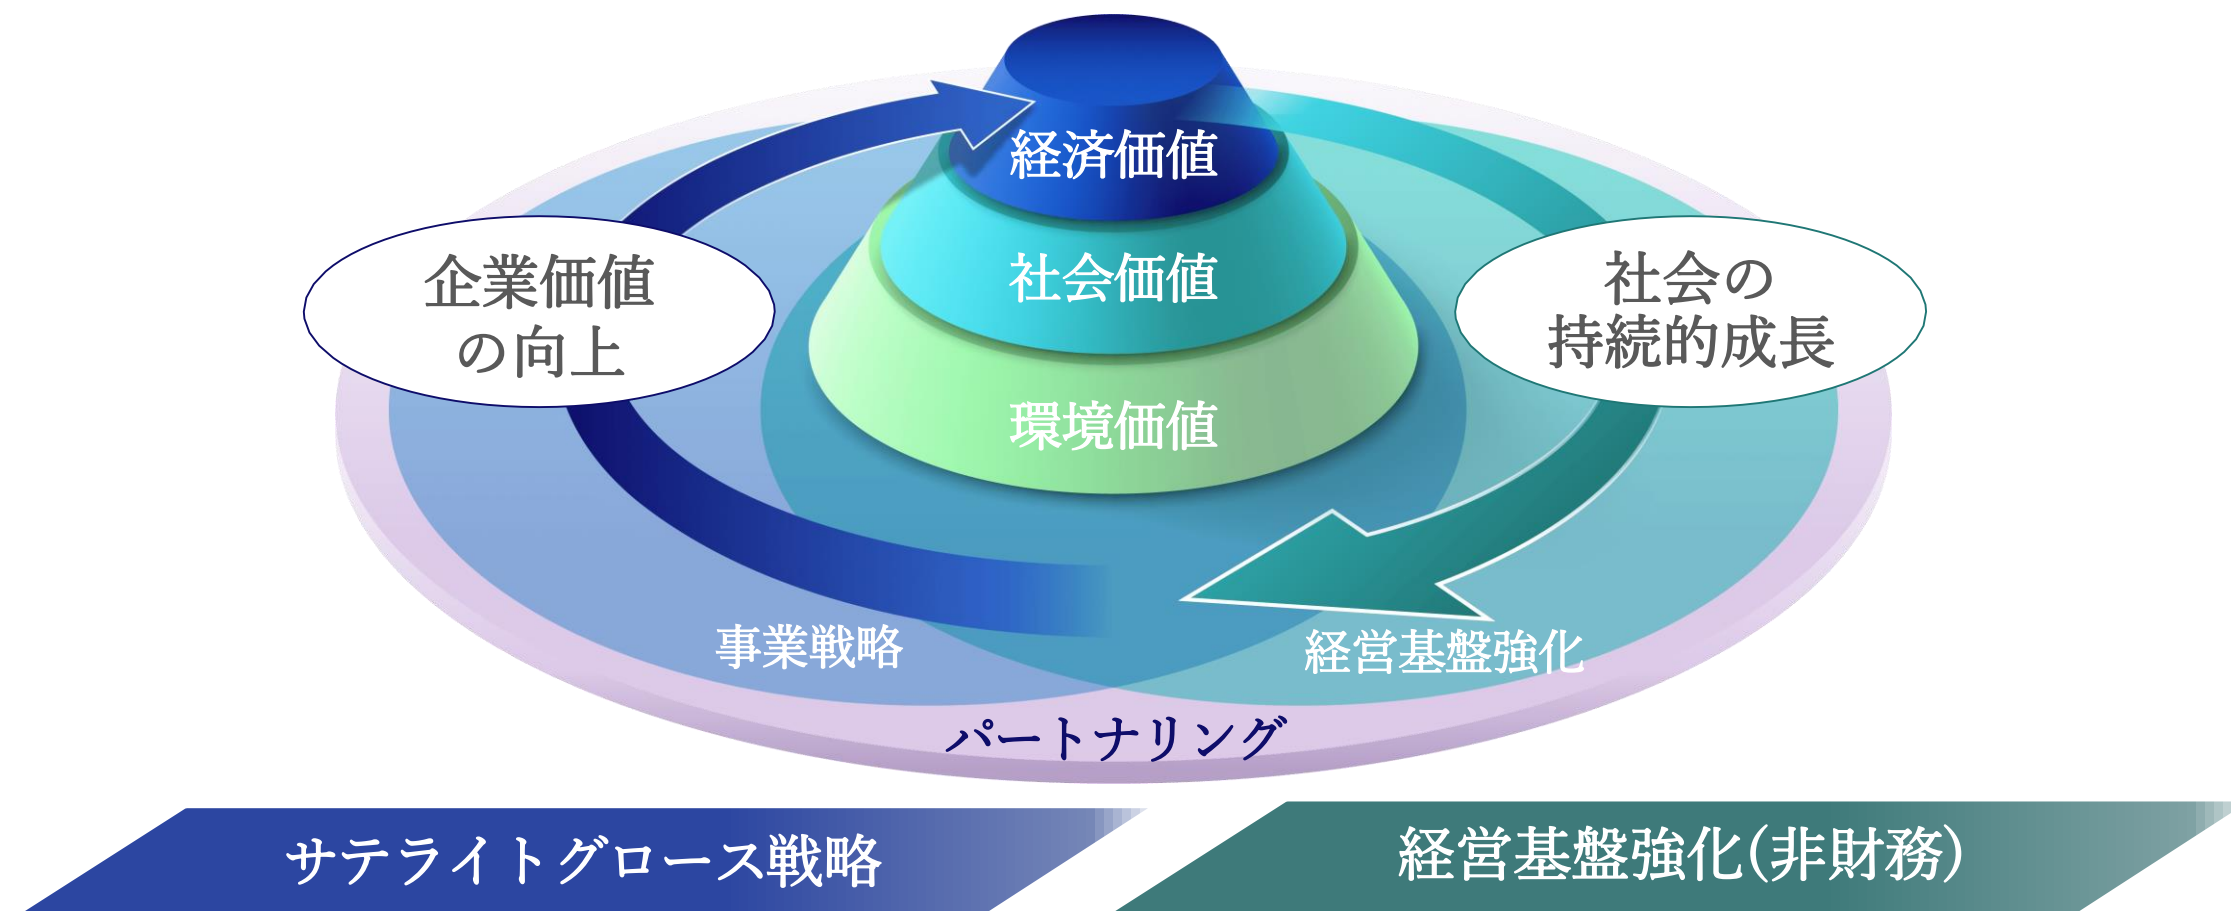 経済価値
社会価値
環境価値
企業価値
の向上
社会の
持続的成長
事業戦略
経営基盤強化
パートナリング
サテライトグロース戦略
経営基盤強化(非財務)